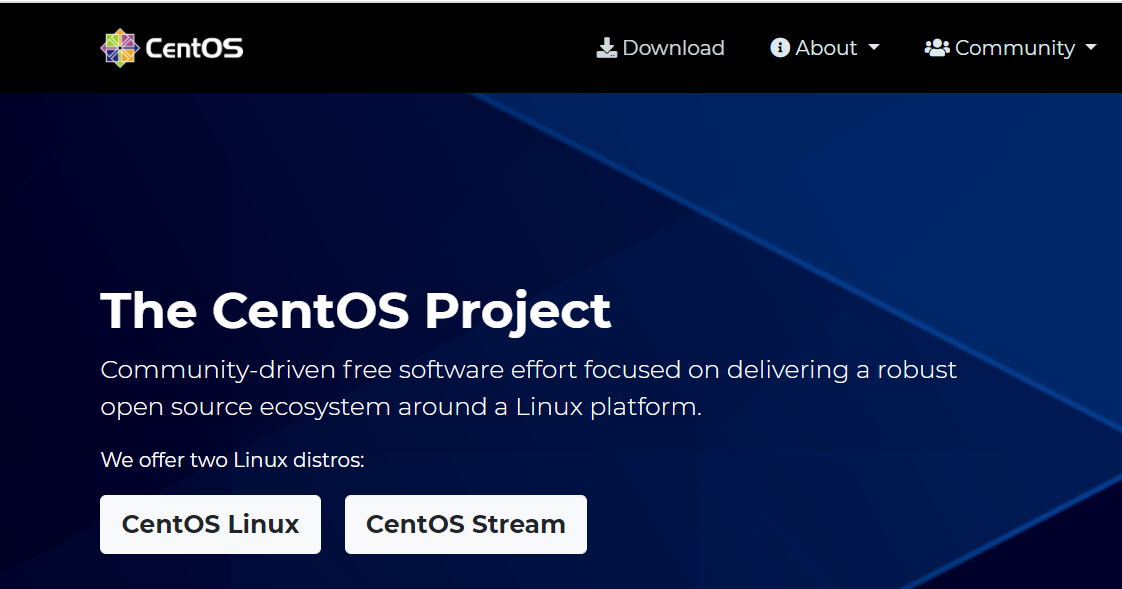 CentOS
Download
About
Community
The CentOS Project
Community-driven free software effort focused on delivering a robust
open source ecosystem around a Linux platform.
We offer two Linux distros:
CentOS Linux
CentOS Stream